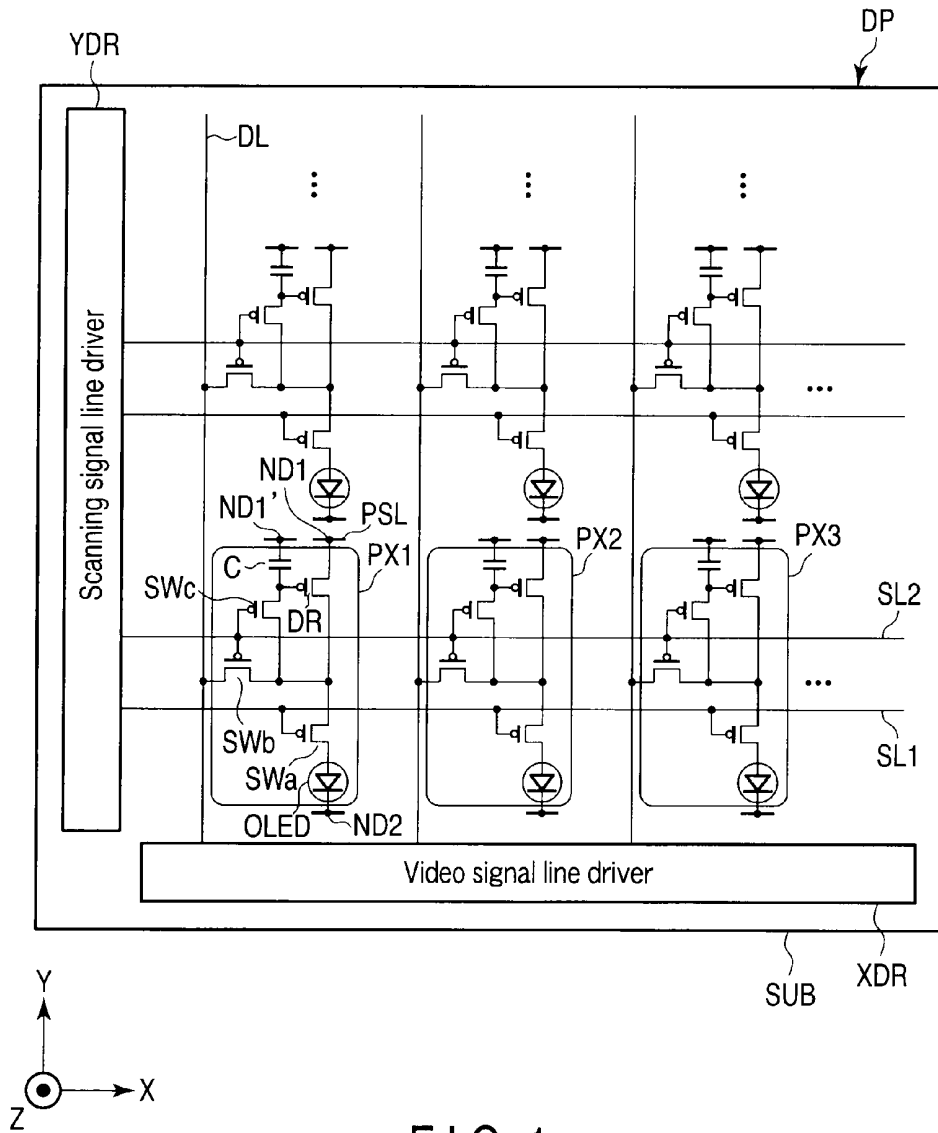 YDR
DP
DL
Scanning signal line driver
ND1
ND1'
PSL
PX1
PX2
PX3
C
SWc
DR
SL2
SWb
SWa
SL1
OLED
ND2
Video signal line driver
XDR
SUB
Y
X
Z